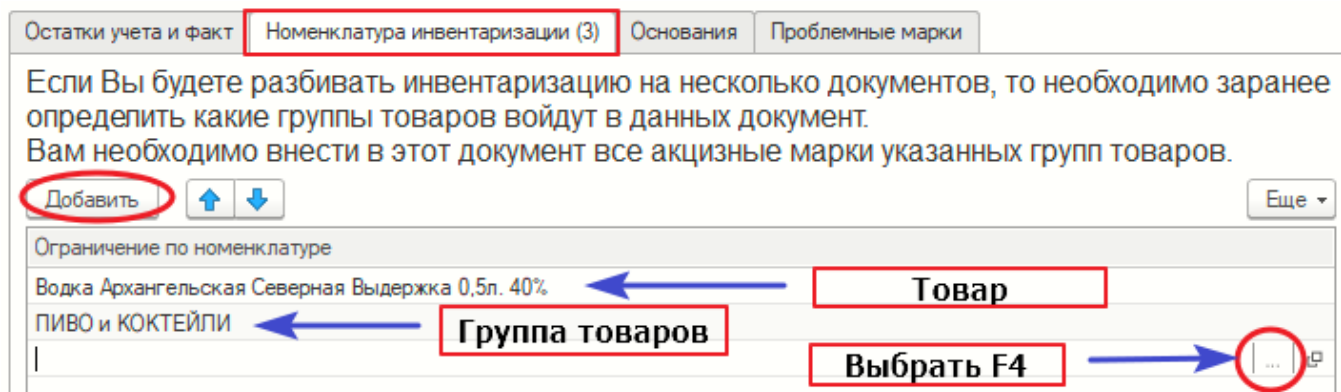 Остатки учета и факт Номенклатура инвентаризации (3) Основания Проблемные марки
Если Вы будете разбивать инвентаризацию на несколько документов, то необходимо заранее
определить какие группы товаров войдут в данных документ.
Вам необходимо внести в этот документ все акцизные марки указанных групп товаров.
Добавить Еще
Ограничение по номенклатуре
Водка Архангельская Северная Выдержка 0,5л. 40% Товар
ПИВО и КОКТЕЙЛИ Группа товаров
Выбрать F4 ...